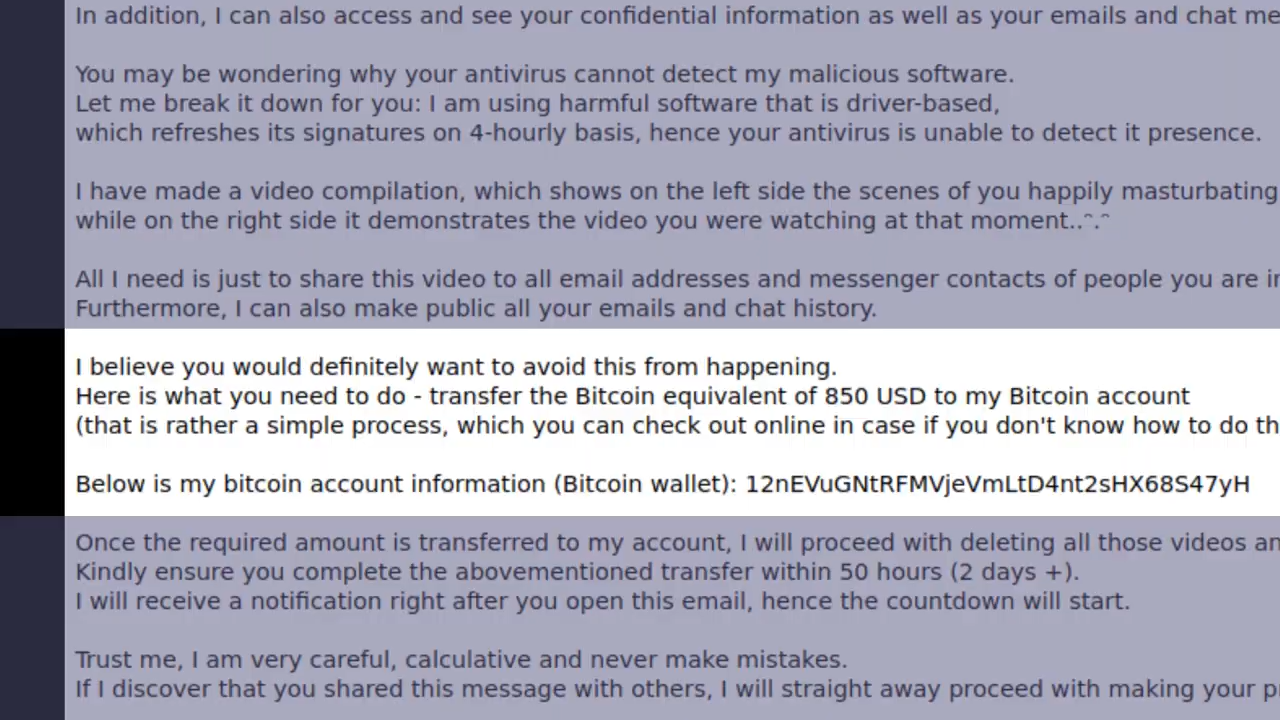 In addition, I can also access and see your confidential information as well as your emails and chat me
You may be wondering why your antivirus cannot detect my malicious software.
Let me break it down for you: I am using harmful software that is driver-based,
which refreshes its signatures on 4-hourly basis, hence your antivirus is unable to detect it presence.
I have made a video compilation, which shows on the left side the scenes of you happily masturbating
while on the right side it demonstrates the video you were watching at that moment..ᵔ.ᵔ
All I need is just to share this video to all email addresses and messenger contacts of people you are in
Furthermore, I can also make public all your emails and chat history.
I believe you would definitely want to avoid this from happening.
Here is what you need to do - transfer the Bitcoin equivalent of 850 USD to my Bitcoin account
(that is rather a simple process, which you can check out online in case if you don't know how to do th
Below is my bitcoin account information (Bitcoin wallet): 12nEVuGNtRFMVjeVmLtD4nt2sHX68S47yH
Once the required amount is transferred to my account, I will proceed with deleting all those videos an
Kindly ensure you complete the abovementioned transfer within 50 hours (2 days +).
I will receive a notification right after you open this email, hence the countdown will start.
Trust me, I am very careful, calculative and never make mistakes.
If I discover that you shared this message with others, I will straight away proceed with making your p